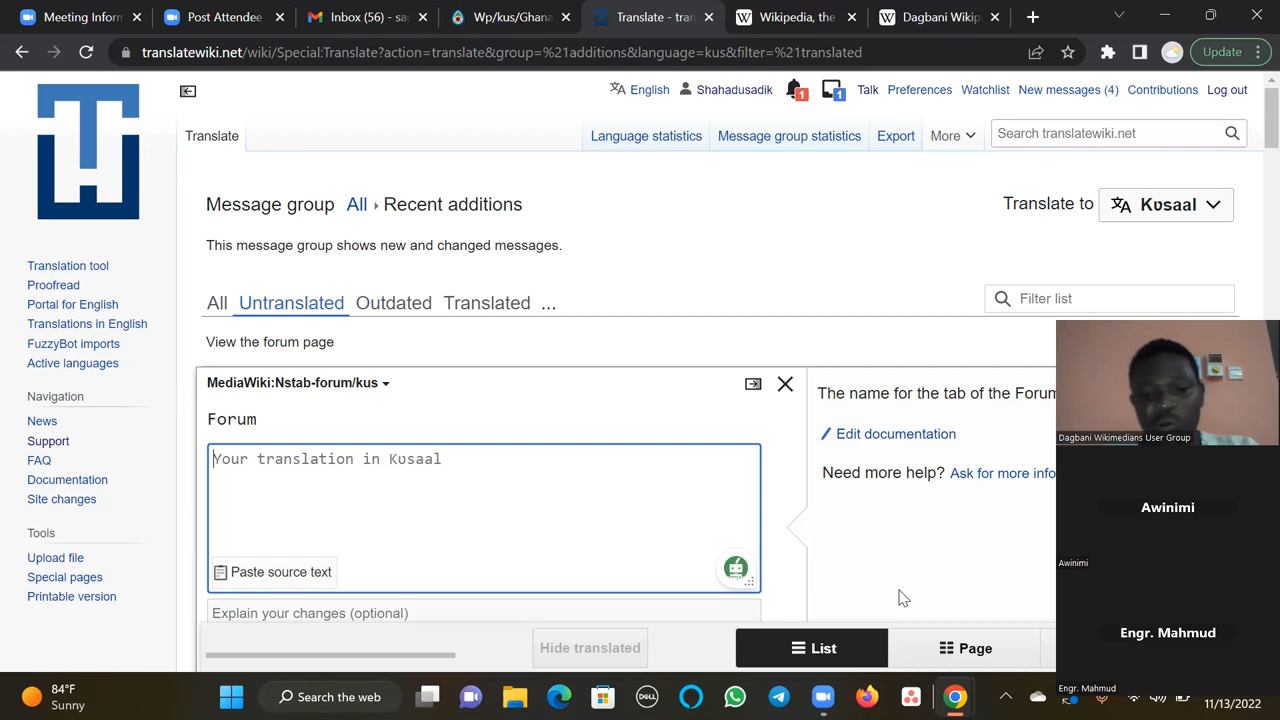 Meeting Inform
Post Attendee
Inbox (56) - sa
Wp/kus/Ghana
Translate - tran
Wikipedia, the
Dagbani Wikip
translatewiki.net/wiki/Special:Translate?action=translate&group=%21additions&language=kus&filter=%21translated
Update
English
Shahadusadik
1
1
Talk
Preferences
Watchlist
New messages (4)
Contributions
Log out
Translate
Language statistics
Message group statistics
Export
More
Search translatewiki.net
Message group All Recent additions
Translate to Kʋsaal
This message group shows new and changed messages.
Translation tool
Proofread
Portal for English
Translations in English
FuzzyBot imports
Active languages
Navigation
News
Support
FAQ
Documentation
Site changes
Tools
Upload file
Special pages
Printable version
All Untranslated Outdated Translated ...
Filter list
View the forum page
MediaWiki:Nstab-forum/kus
Forum
Your translation in Kʋsaal
Paste source text
Explain your changes (optional)
The name for the tab of the Forum
Edit documentation
Need more help? Ask for more info
Hide translated
List
Page
Dagbani Wikimedians User Group
Awinimi
Awinimi
Engr. Mahmud
Engr. Mahmud
84°F
Sunny
Search the web
DELL
11/13/2022